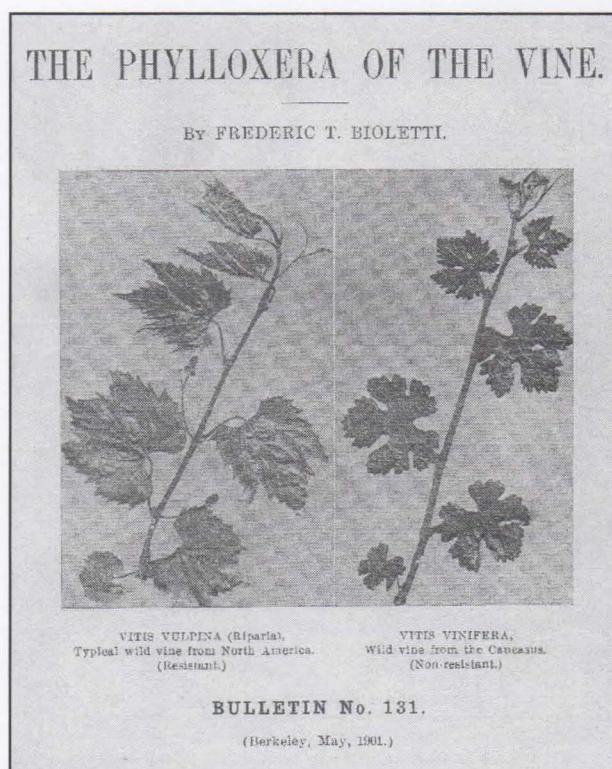 THE PHYLLOXERA OF THE VINE.
By FREDERIC T. BIOLETTI.
VITIS VULPINA (Riparia),
Typical wild vine from North America.
(Resistant.)
VITIS VINIFERA,
Wild vine from the Caucasus.
(Non-resistant.)
BULLETIN No. 131.
(Berkeley, May, 1901.)